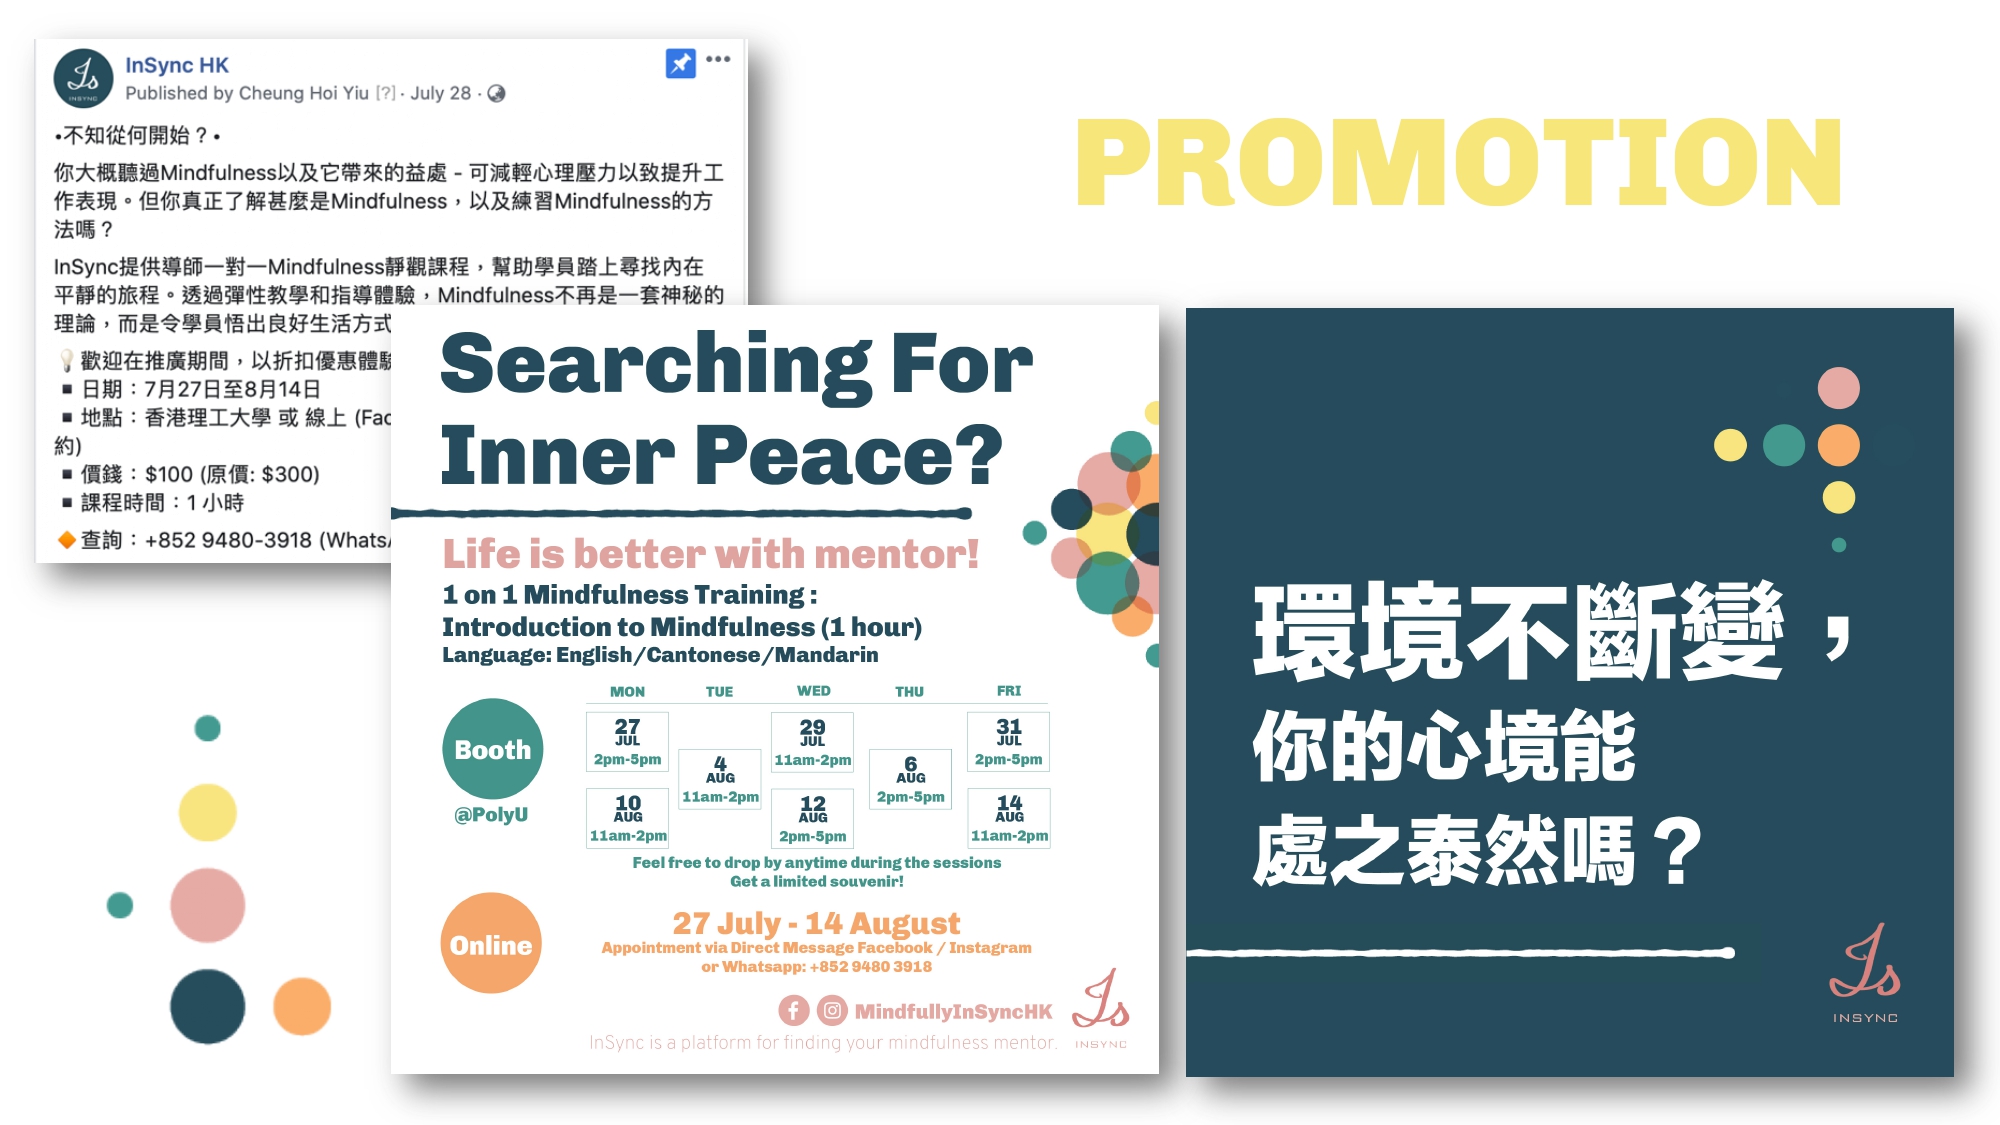 InSync HK
Published by Cheung Hoi Yiu [?] · July 28 ·
•不知從何開始？•
你大概聽過Mindfulness以及它帶來的益處 - 可減輕心理壓力以致提升工
作表現。但你真正了解甚麼是Mindfulness，以及練習Mindfulness的方
法嗎？
InSync提供導師一對一Mindfulness靜觀課程，幫助學員踏上尋找內在
平靜的旅程。透過彈性教學和指導體驗，Mindfulness不再是一套神秘的
理論，而是令學員悟出良好生活方式
💡歡迎在推廣期間，以折扣優惠體驗
▪️日期：7月27日至8月14日
▪️地點：香港理工大學 或 線上 (Fac
約)
▪️價錢：$100 (原價: $300)
▪️課程時間：1 小時
🔶查詢：+852 9480-3918 (Whats
PROMOTION
Searching For
Inner Peace?
Life is better with mentor!
1 on 1 Mindfulness Training :
Introduction to Mindfulness (1 hour)
Language: English/Cantonese/Mandarin
MON TUE WED THU FRI
Booth
@PolyU
27 JUL 2pm-5pm
29 JUL 11am-2pm
31 JUL 2pm-5pm
4 AUG 11am-2pm
6 AUG 2pm-5pm
10 AUG 11am-2pm
12 AUG 2pm-5pm
14 AUG 11am-2pm
Feel free to drop by anytime during the sessions
Get a limited souvenir!
Online
27 July - 14 August
Appointment via Direct Message Facebook / Instagram
or Whatsapp: +852 9480 3918
MindfullyInSyncHK
InSync is a platform for finding your mindfulness mentor.
Is
INSYNC
環境不斷變，
你的心境能
處之泰然嗎？
Is
INSYNC